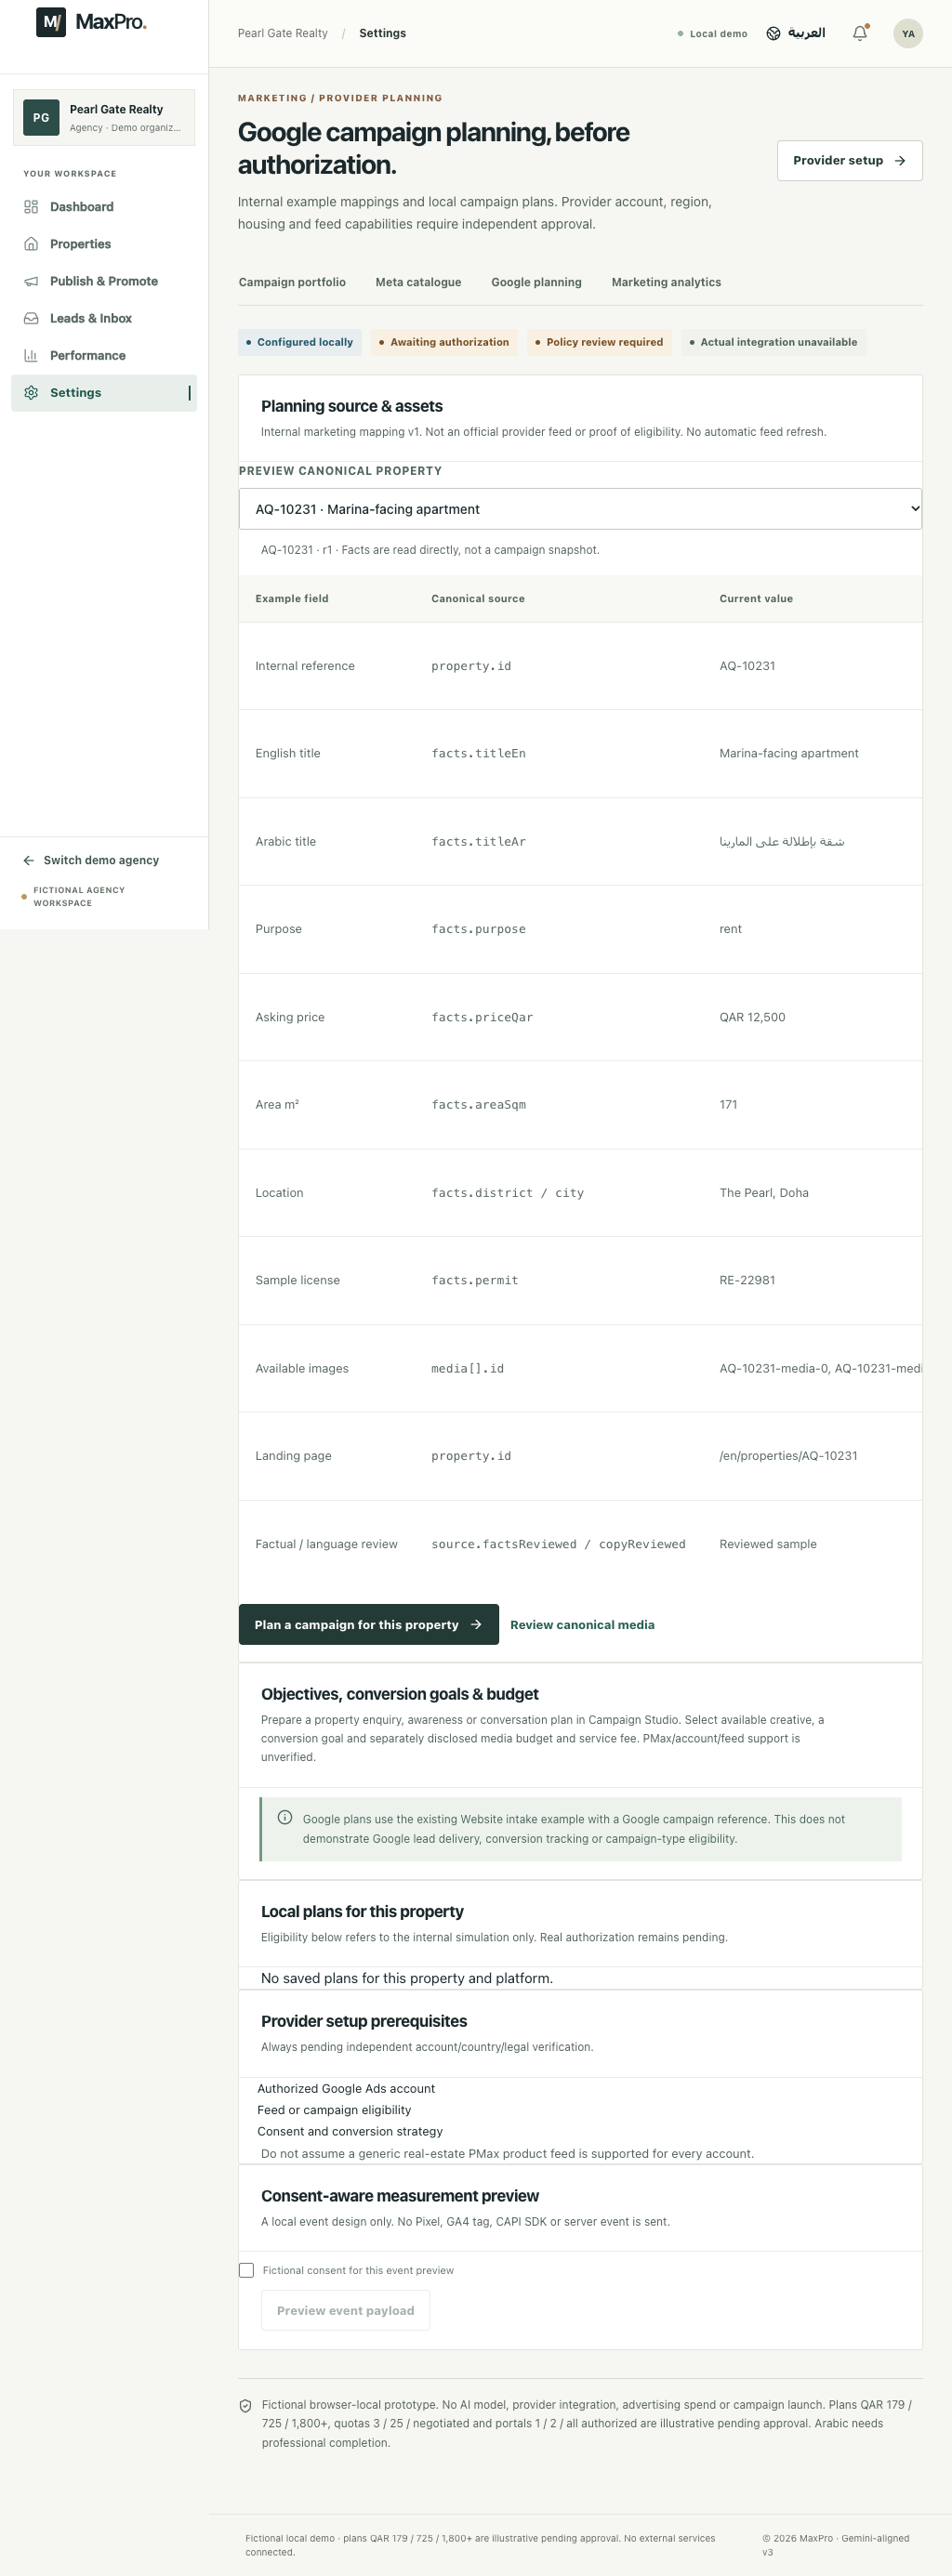 M/ MaxPro.
Pearl Gate Realty / Settings
Local demo
العربية
YA
PG
Pearl Gate Realty
Agency · Demo organiz...
YOUR WORKSPACE
Dashboard
Properties
Publish & Promote
Leads & Inbox
Performance
Settings
Switch demo agency
FICTIONAL AGENCY
WORKSPACE
MARKETING / PROVIDER PLANNING
Google campaign planning, before
authorization.
Provider setup
Internal example mappings and local campaign plans. Provider account, region,
housing and feed capabilities require independent approval.
Campaign portfolio
Meta catalogue
Google planning
Marketing analytics
Configured locally
Awaiting authorization
Policy review required
Actual integration unavailable
Planning source & assets
Internal marketing mapping v1. Not an official provider feed or proof of eligibility. No automatic feed refresh.
PREVIEW CANONICAL PROPERTY
AQ-10231 · Marina-facing apartment
AQ-10231 · r1 · Facts are read directly, not a campaign snapshot.
Example field Canonical source Current value
Internal reference property.id AQ-10231
English title facts.titleEn Marina-facing apartment
Arabic title facts.titleAr شقة بإطلالة على المارينا
Purpose facts.purpose rent
Asking price facts.priceQar QAR 12,500
Area m² facts.areaSqm 171
Location facts.district / city The Pearl, Doha
Sample license facts.permit RE-22981
Available images media[].id AQ-10231-media-0, AQ-10231-medi
Landing page property.id /en/properties/AQ-10231
Factual / language review source.factsReviewed / copyReviewed Reviewed sample
Plan a campaign for this property
Review canonical media
Objectives, conversion goals & budget
Prepare a property enquiry, awareness or conversation plan in Campaign Studio. Select available creative, a
conversion goal and separately disclosed media budget and service fee. PMax/account/feed support is
unverified.
Google plans use the existing Website intake example with a Google campaign reference. This does not
demonstrate Google lead delivery, conversion tracking or campaign-type eligibility.
Local plans for this property
Eligibility below refers to the internal simulation only. Real authorization remains pending.
No saved plans for this property and platform.
Provider setup prerequisites
Always pending independent account/country/legal verification.
Authorized Google Ads account
Feed or campaign eligibility
Consent and conversion strategy
Do not assume a generic real-estate PMax product feed is supported for every account.
Consent-aware measurement preview
A local event design only. No Pixel, GA4 tag, CAPI SDK or server event is sent.
Fictional consent for this event preview
Preview event payload
Fictional browser-local prototype. No AI model, provider integration, advertising spend or campaign launch. Plans QAR 179 /
725 / 1,800+, quotas 3 / 25 / negotiated and portals 1 / 2 / all authorized are illustrative pending approval. Arabic needs
professional completion.
Fictional local demo · plans QAR 179 / 725 / 1,800+ are illustrative pending approval. No external services
connected.
© 2026 MaxPro · Gemini-aligned
v3